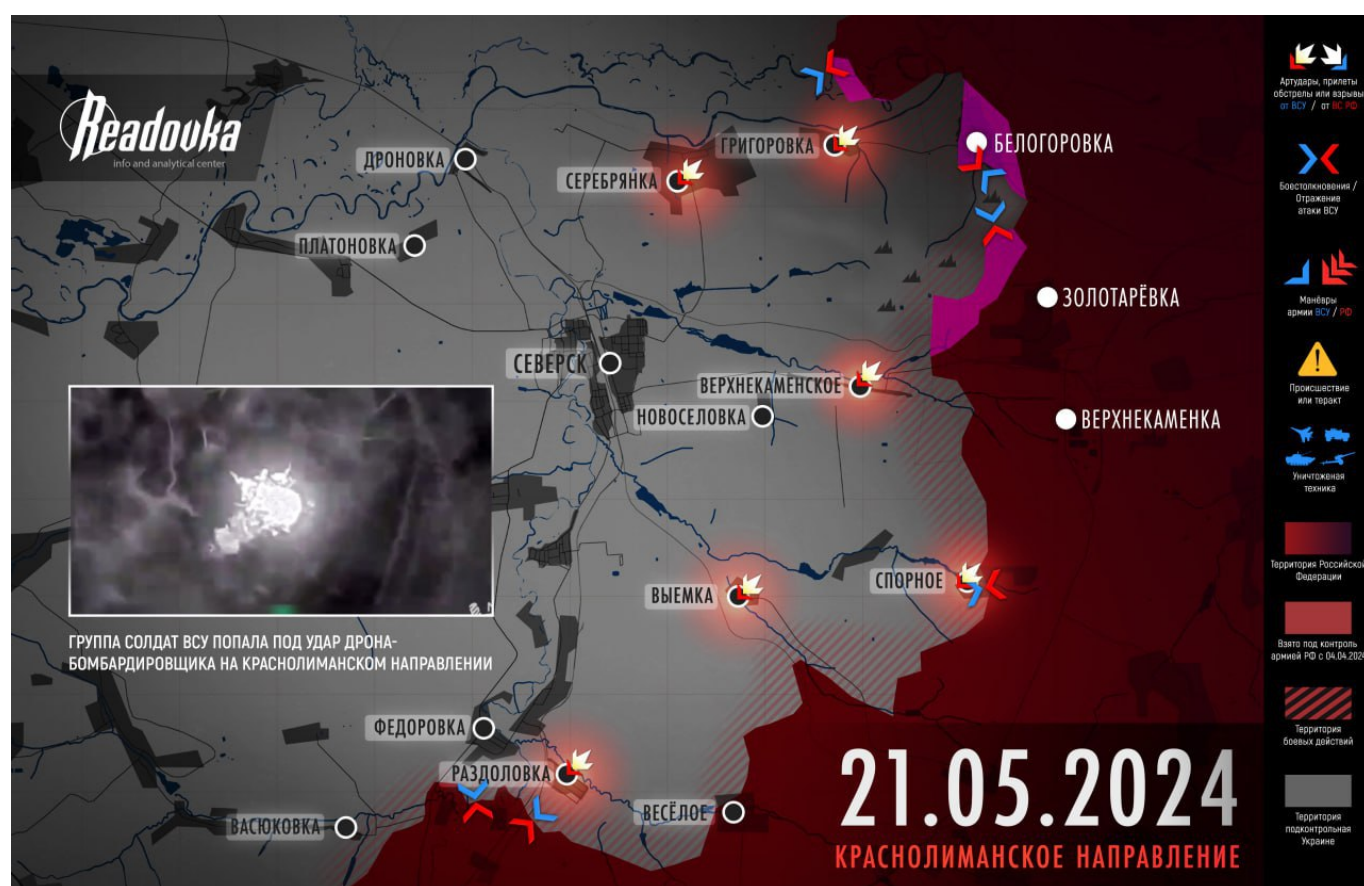 Readovka
info and analytical center
ДРОНОВКА
СЕРЕБРЯНКА
ГРИГОРОВКА
БЕЛОГОРОВКА
ПЛАТОНОВКА
ЗОЛОТАРЁВКА
СЕВЕРСК
ВЕРХНЕКАМЕНСКОЕ
НОВОСЕЛОВКА
ВЕРХНЕКАМЕНКА
ВЫЕМКА
СПОРНОЕ
ГРУППА СОЛДАТ ВСУ ПОПАЛА ПОД УДАР ДРОНА-
БОМБАРДИРОВЩИКА НА КРАСНОЛИМАНСКОМ НАПРАВЛЕНИИ
ФЕДОРОВКА
РАЗДОЛОВКА
ВАСЮКОВКА
ВЕСЁЛОЕ
21.05.2024
КРАСНОЛИМАНСКОЕ НАПРАВЛЕНИЕ
Артудары, прилеты
обстрелы или взрывы
от ВСУ / от ВС РФ
Боестолкновения /
Отражение
атаки ВСУ
Манёвры
армии ВСУ / РФ
Происшествие
или теракт
Уничтоженая
техника
Территория Российской
Федерации
Взято под контроль
армией РФ с 04.04.2024
Территория
боевых действий
Территория
подконтрольная
Украине